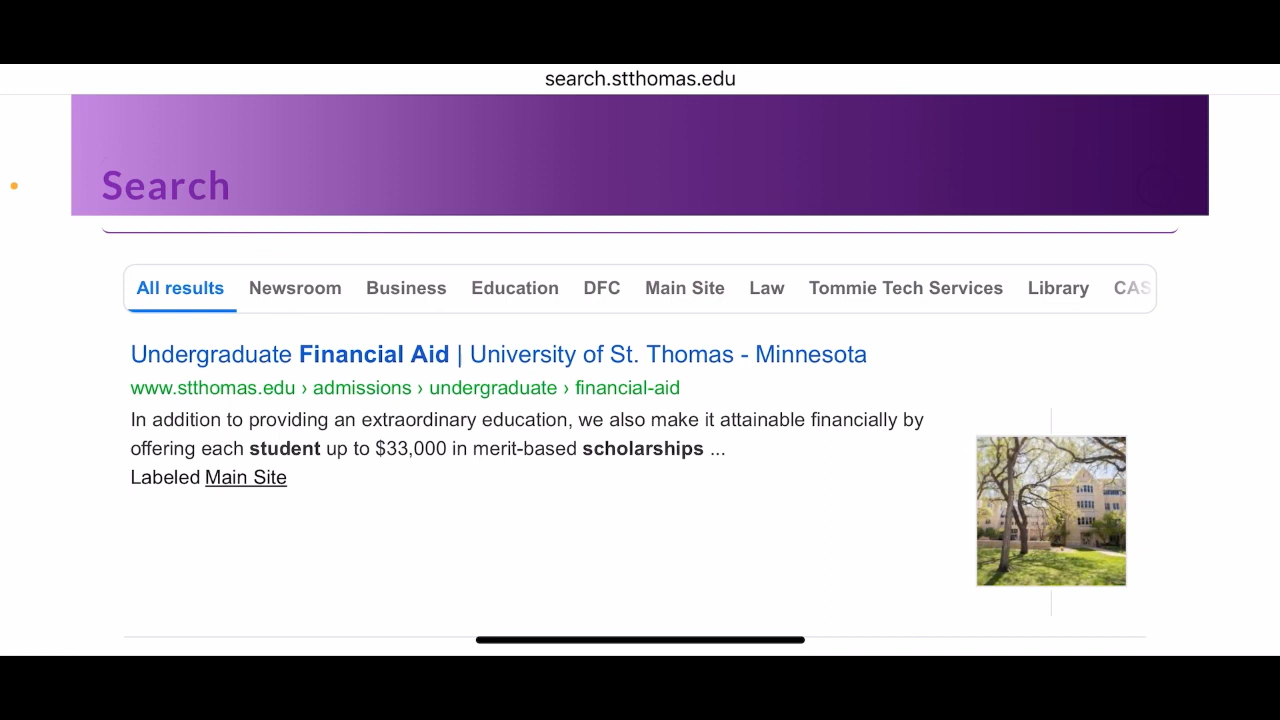 search.stthomas.edu
Search
All results Newsroom Business Education DFC Main Site Law Tommie Tech Services Library CAS
Undergraduate Financial Aid | University of St. Thomas - Minnesota
www.stthomas.edu › admissions › undergraduate › financial-aid
In addition to providing an extraordinary education, we also make it attainable financially by
offering each student up to $33,000 in merit-based scholarships ...
Labeled Main Site